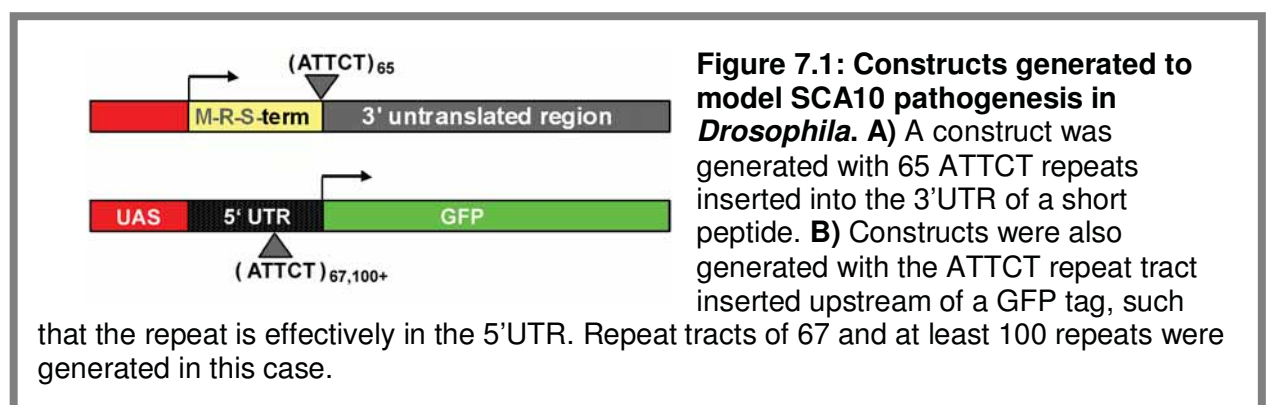 (ATTCT)65
M-R-S-term 3' untranslated region
UAS 5' UTR GFP
(ATTCT)67,100+
Figure 7.1: Constructs generated to
model SCA10 pathogenesis in
Drosophila. A) A construct was
generated with 65 ATTCT repeats
inserted into the 3'UTR of a short
peptide. B) Constructs were also
generated with the ATTCT repeat tract
inserted upstream of a GFP tag, such
that the repeat is effectively in the 5'UTR. Repeat tracts of 67 and at least 100 repeats were
generated in this case.